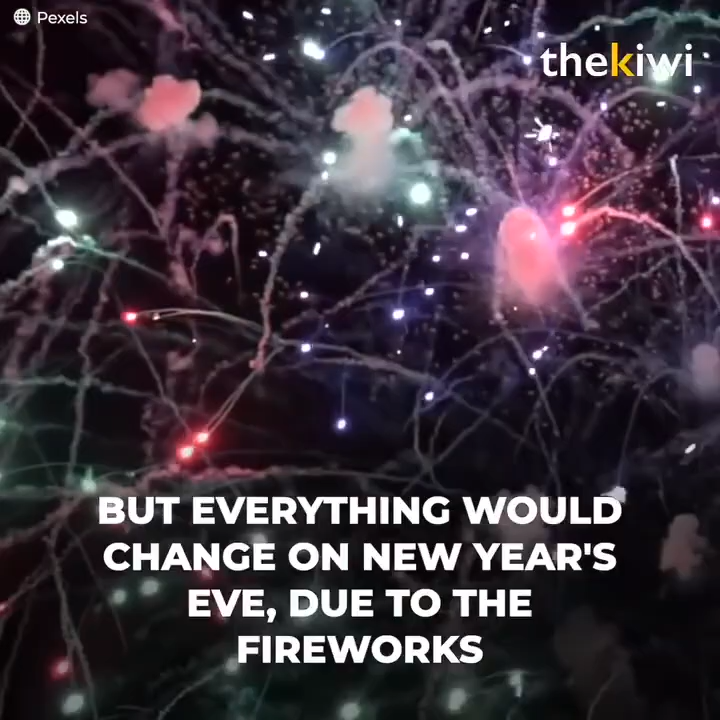 Pexels
thekiwi
BUT EVERYTHING WOULD
CHANGE ON NEW YEAR'S
EVE, DUE TO THE
FIREWORKS